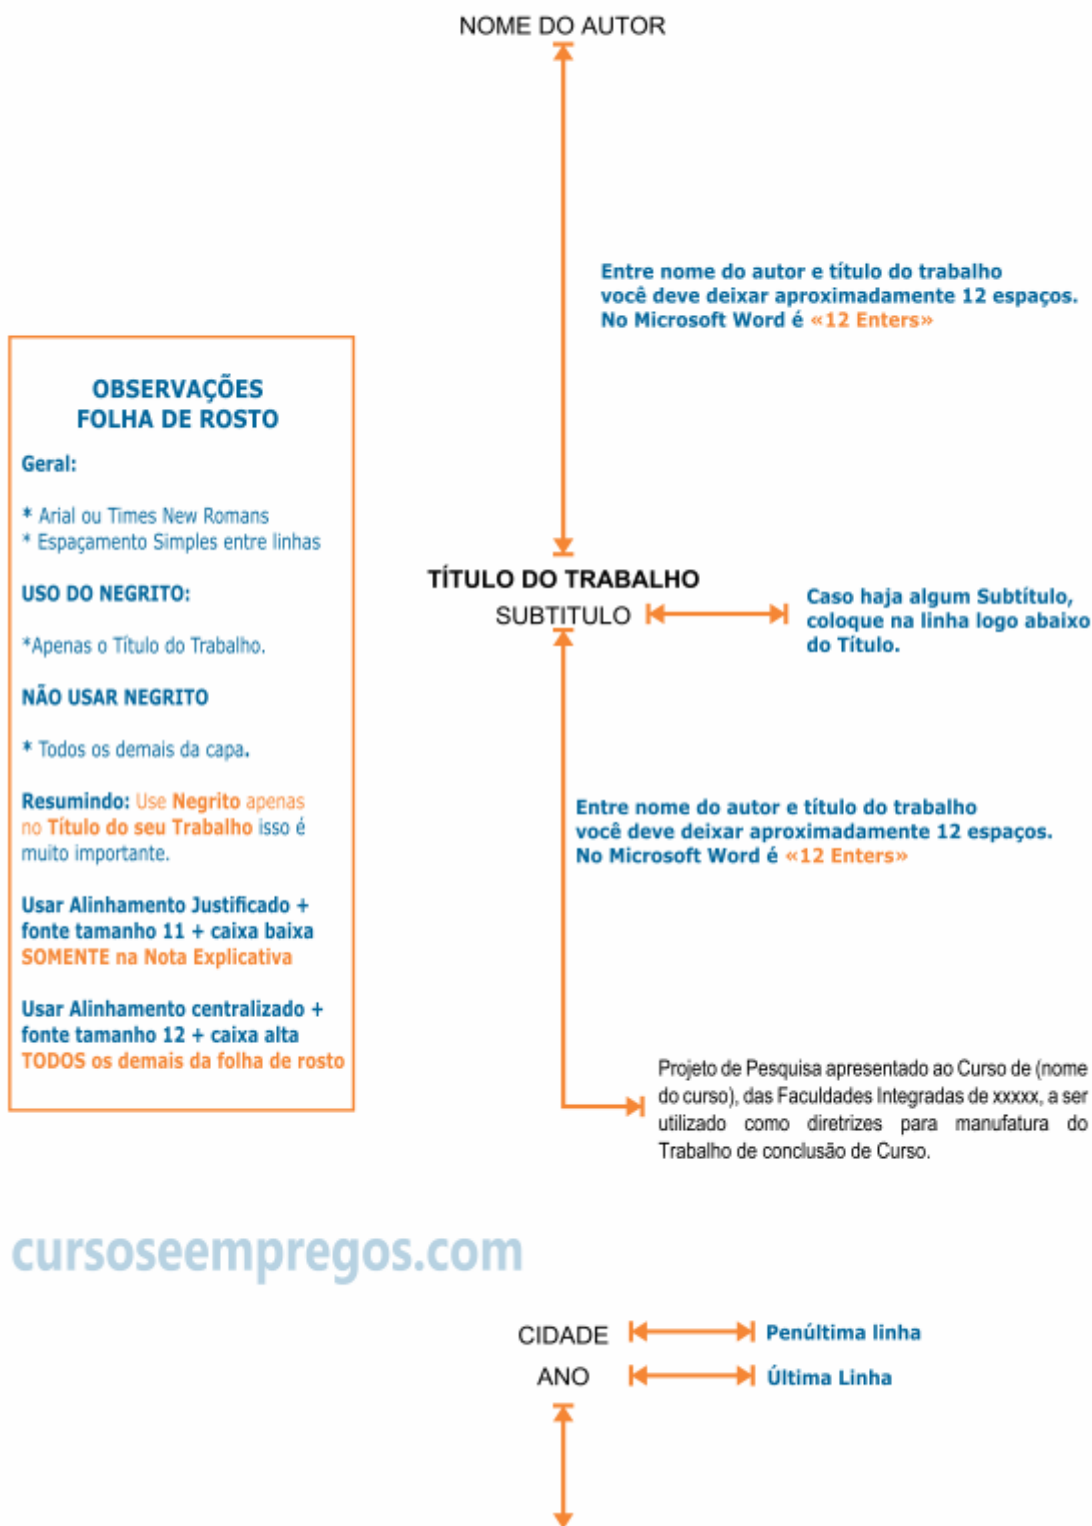 NOME DO AUTOR
Entre nome do autor e título do trabalho
você deve deixar aproximadamente 12 espaços.
No Microsoft Word é «12 Enters»
OBSERVAÇÕES
FOLHA DE ROSTO
Geral:
* Arial ou Times New Romans
* Espaçamento Simples entre linhas
USO DO NEGRITO:
*Apenas o Título do Trabalho.
NÃO USAR NEGRITO
* Todos os demais da capa.
Resumindo: Use Negrito apenas
no Título do seu Trabalho isso é
muito importante.
Usar Alinhamento Justificado +
fonte tamanho 11 + caixa baixa
SOMENTE na Nota Explicativa
Usar Alinhamento centralizado +
fonte tamanho 12 + caixa alta
TODOS os demais da folha de rosto
TÍTULO DO TRABALHO
SUBTITULO
Caso haja algum Subtítulo,
coloque na linha logo abaixo
do Título.
Entre nome do autor e título do trabalho
você deve deixar aproximadamente 12 espaços.
No Microsoft Word é «12 Enters»
Projeto de Pesquisa apresentado ao Curso de (nome
do curso), das Faculdades Integradas de xxxxx, a ser
utilizado como diretrizes para manufatura do
Trabalho de conclusão de Curso.
cursoseempregos.com
CIDADE
Penúltima linha
ANO
Última Linha